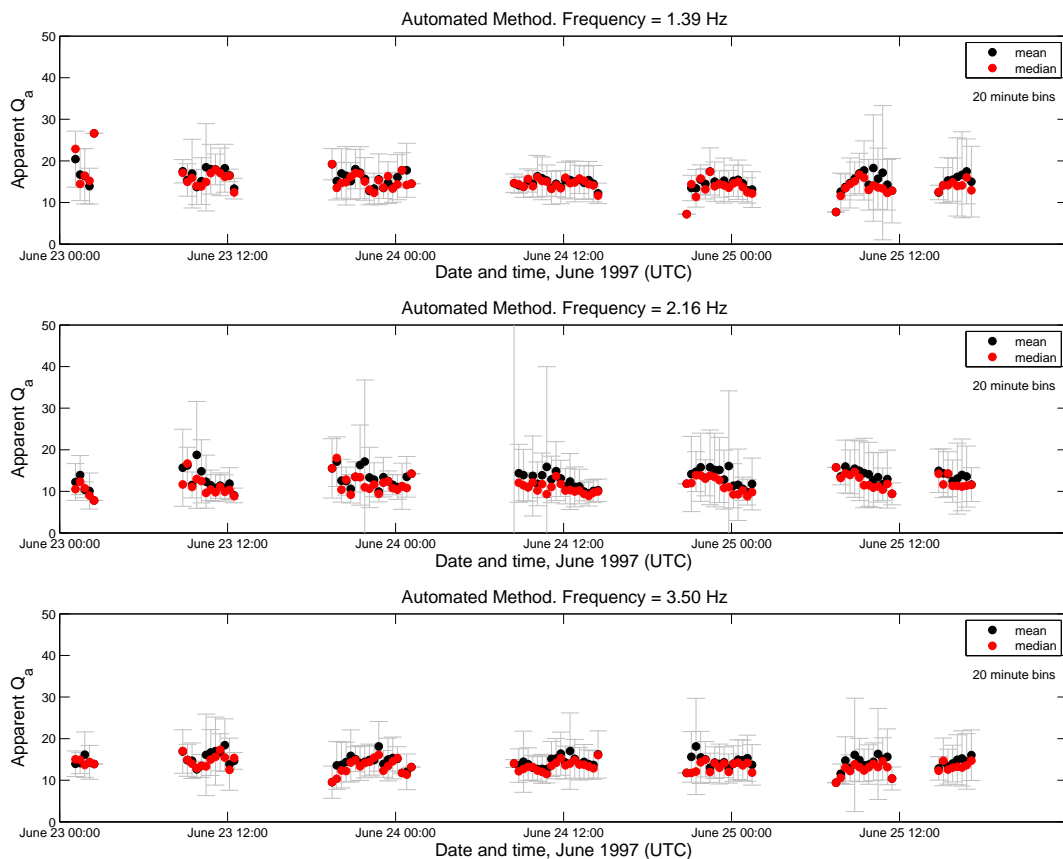 Automated Method. Frequency = 1.39 Hz
50
40
30
20
10
0
Apparent Q_a
mean
median
20 minute bins
June 23 00:00 June 23 12:00 June 24 00:00 June 24 12:00 June 25 00:00 June 25 12:00
Date and time, June 1997 (UTC)
Automated Method. Frequency = 2.16 Hz
50
40
30
20
10
0
Apparent Q_a
mean
median
20 minute bins
June 23 00:00 June 23 12:00 June 24 00:00 June 24 12:00 June 25 00:00 June 25 12:00
Date and time, June 1997 (UTC)
Automated Method. Frequency = 3.50 Hz
50
40
30
20
10
0
Apparent Q_a
mean
median
20 minute bins
June 23 00:00 June 23 12:00 June 24 00:00 June 24 12:00 June 25 00:00 June 25 12:00
Date and time, June 1997 (UTC)